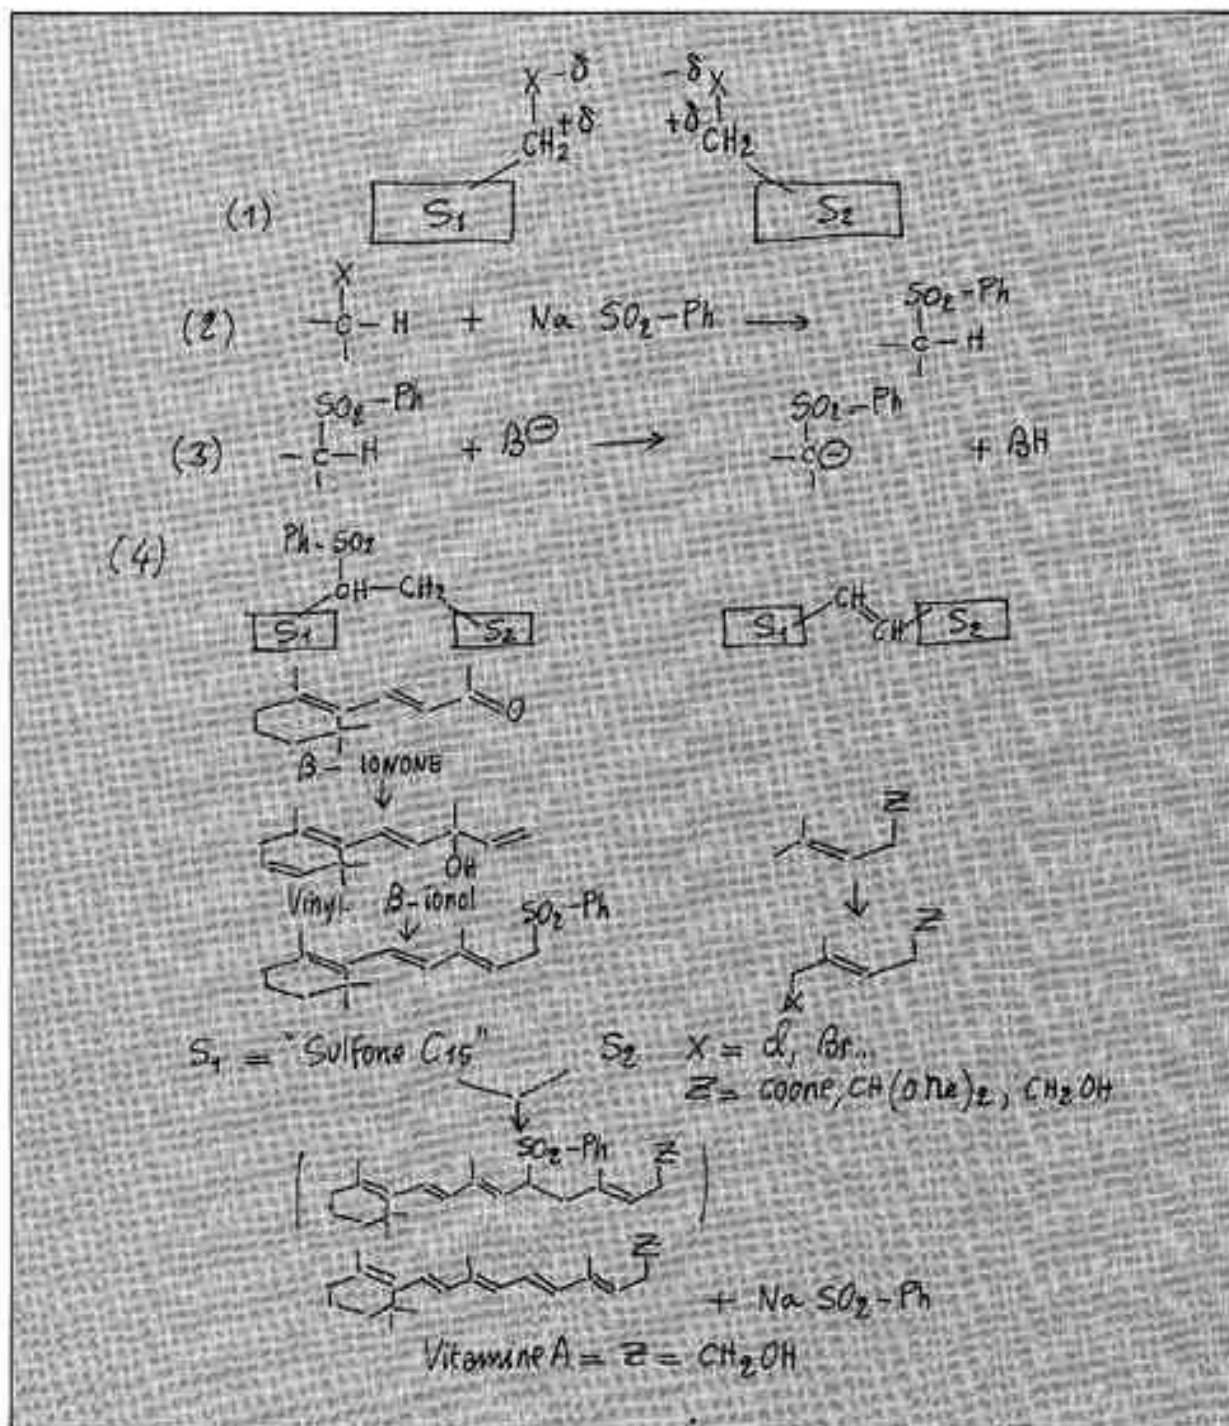 X -δ -δ X
CH2 +δ +δ CH2
(1) S1 S2
X
(2) -C-H + Na SO2-Ph → SO2-Ph
-C-H
SO2-Ph SO2-Ph
(3) -C-H + B⊖ → -C⊖ + BH
(4) Ph-SO2
CH-CH2 CH=CH
S1 S2 S1 S2
O
β- IONONE
Z
OH
Vinyl- β-ionol
SO2-Ph
Z
X
S1 = "Sulfone C15" S2 X = Cl, Br...
Z = COOMe, CH(OMe)2, CH2OH
SO2-Ph Z
Z
+ Na SO2-Ph
Vitamine A = Z = CH2OH